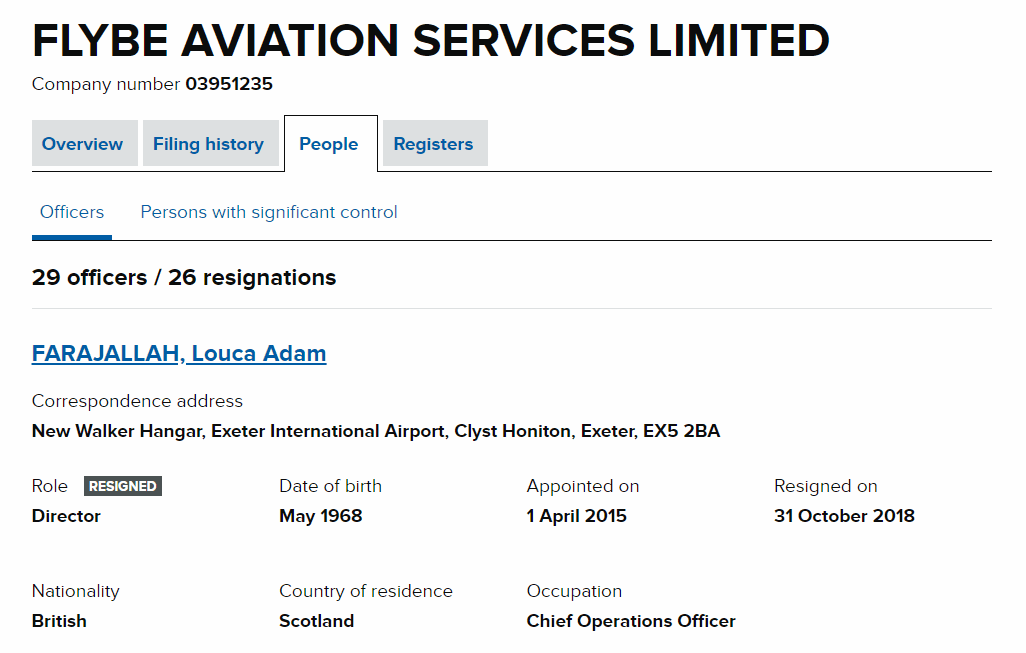 FLYBE AVIATION SERVICES LIMITED
Company number 03951235
Overview Filing history People Registers
Officers Persons with significant control
29 officers / 26 resignations
FARAJALLAH, Louca Adam
Correspondence address
New Walker Hangar, Exeter International Airport, Clyst Honiton, Exeter, EX5 2BA
Role RESIGNED Date of birth Appointed on Resigned on
Director May 1968 1 April 2015 31 October 2018
Nationality Country of residence Occupation
British Scotland Chief Operations Officer